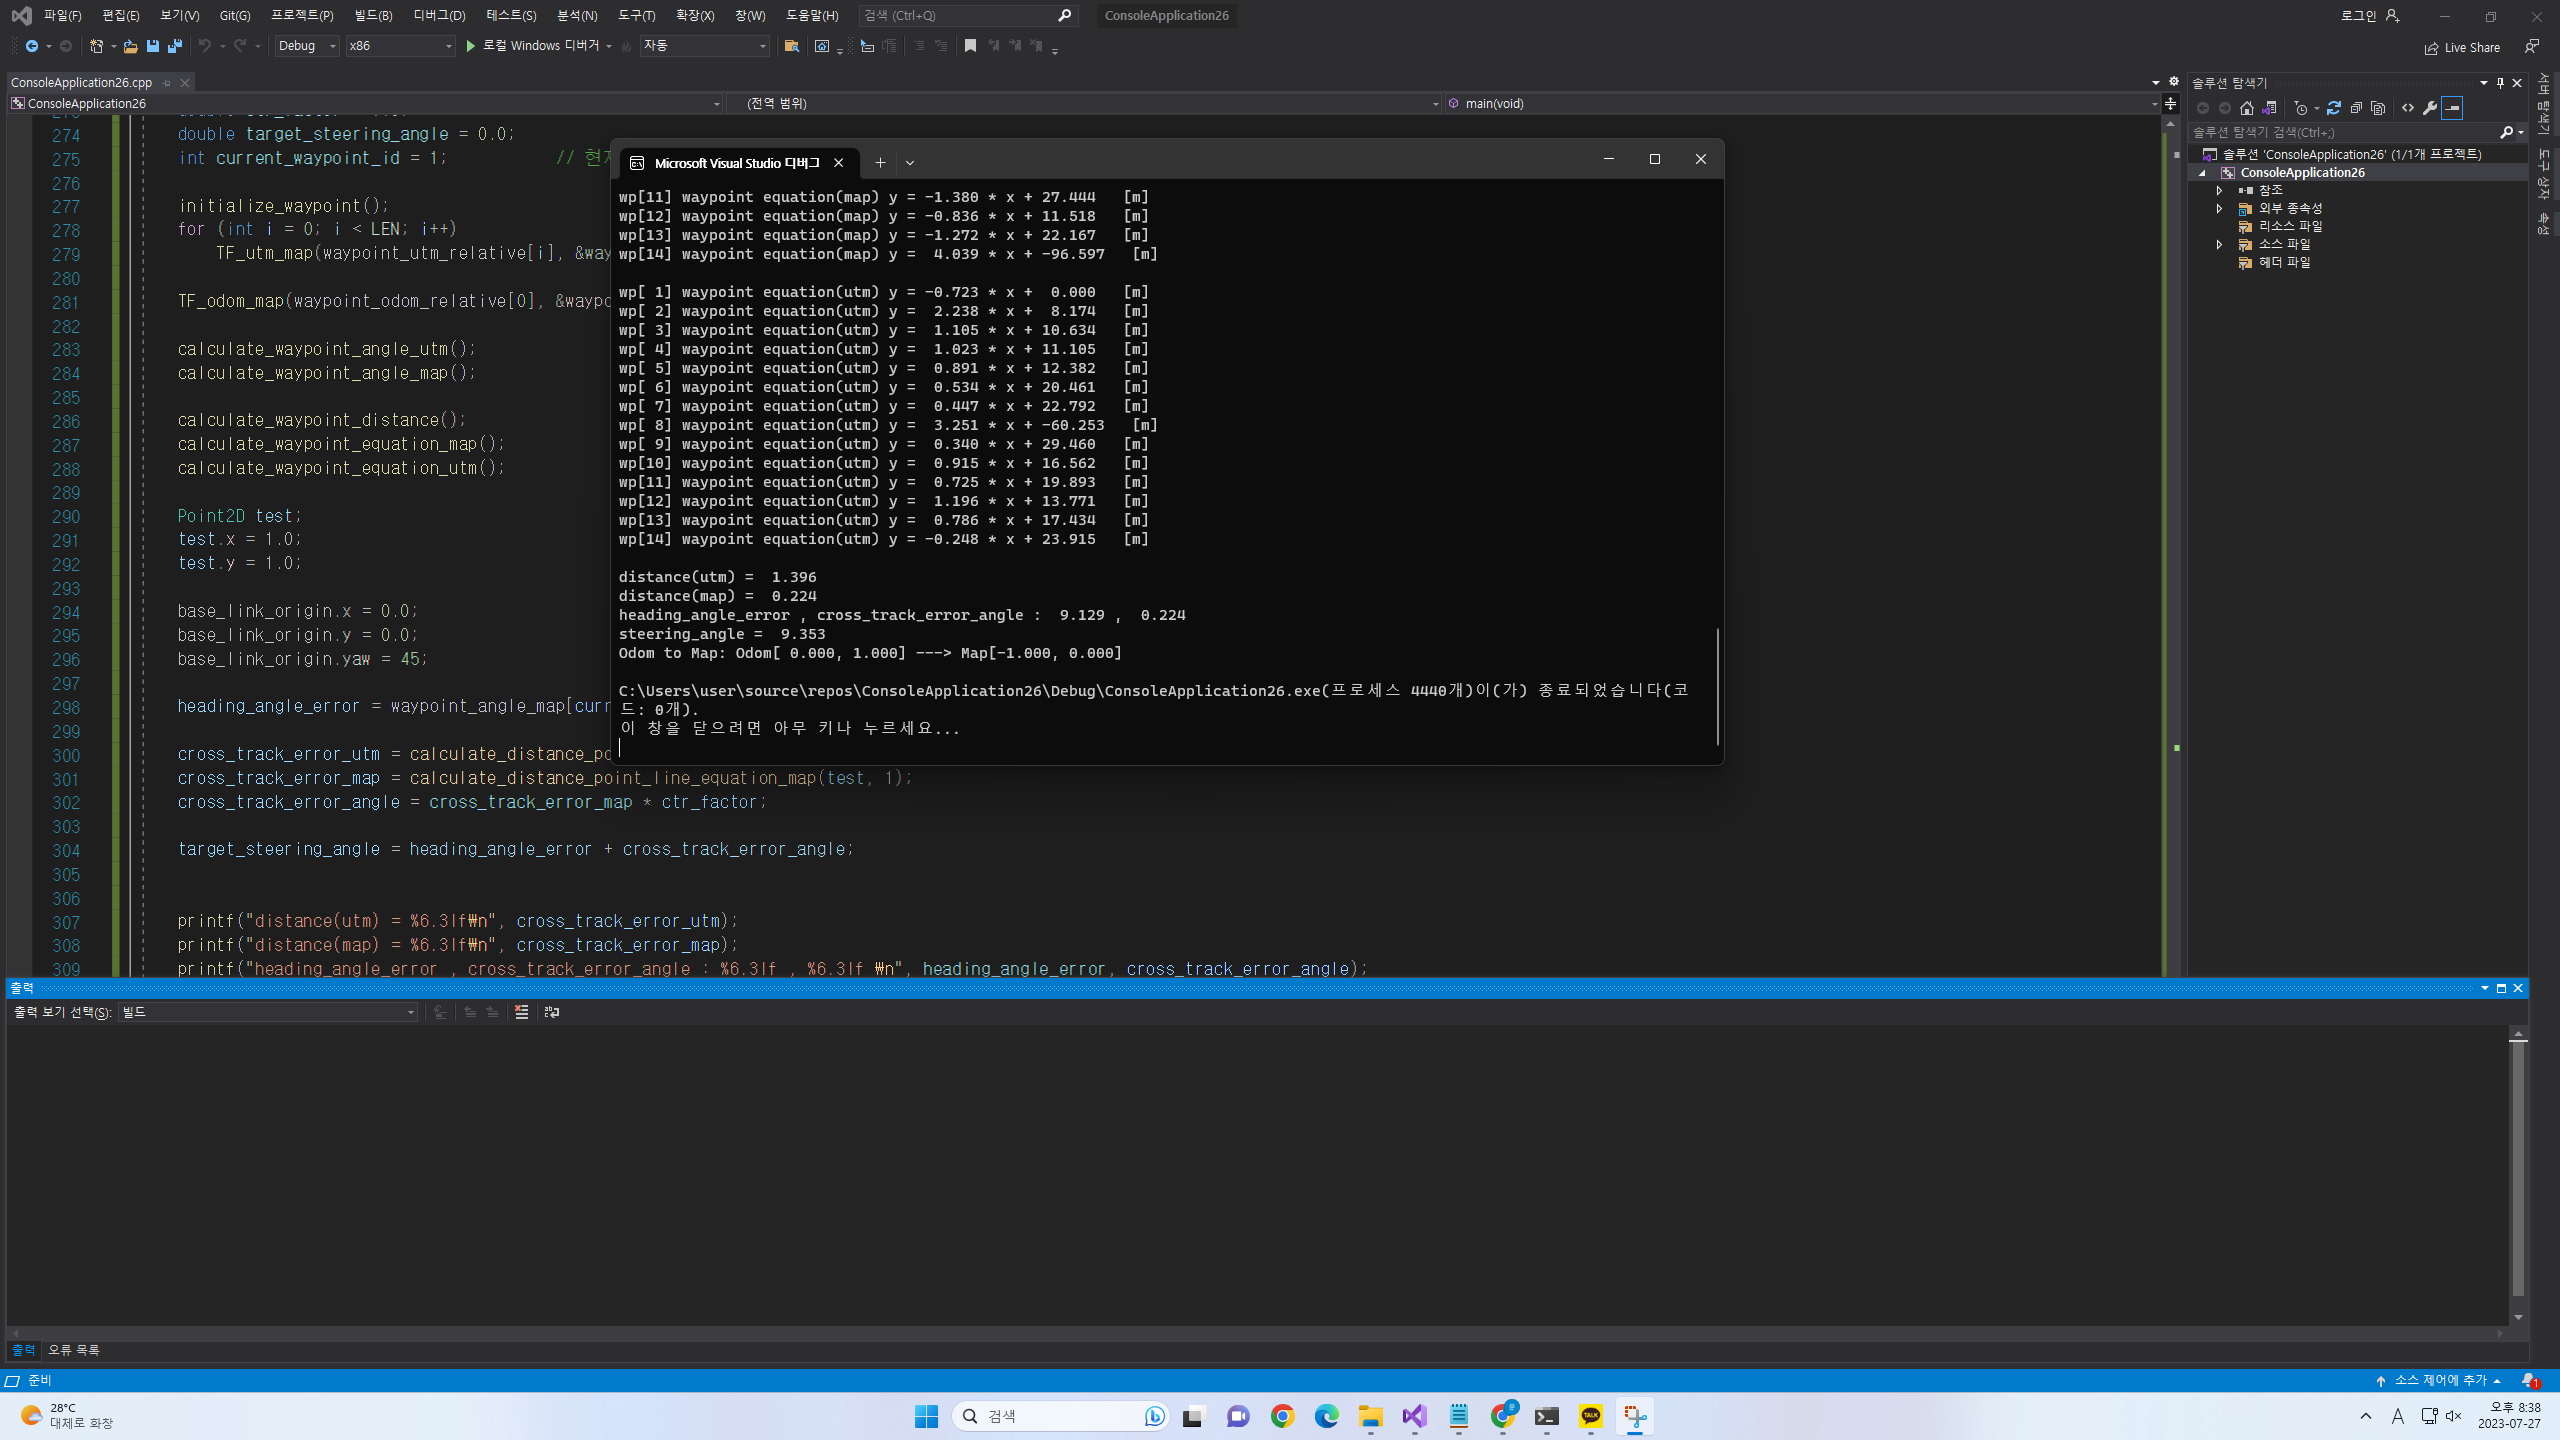 파일(F) 편집(E) 보기(V) Git(G) 프로젝트(P) 빌드(B) 디버그(D) 테스트(S) 분석(N) 도구(T) 확장(X) 창(W) 도움말(H) 검색 (Ctrl+Q) ConsoleApplication26 로그인
Debug x86 로컬 Windows 디버거 자동 Live Share
ConsoleApplication26.cpp
ConsoleApplication26 (전역 범위) main(void)
274 double target_steering_angle = 0.0;
275 int current_waypoint_id = 1; // 현
276
277 initialize_waypoint();
278 for (int i = 0; i < LEN; i++)
279 TF_utm_map(waypoint_utm_relative[i], &way
280
281 TF_odom_map(waypoint_odom_relative[0], &waypo
282
283 calculate_waypoint_angle_utm();
284 calculate_waypoint_angle_map();
285
286 calculate_waypoint_distance();
287 calculate_waypoint_equation_map();
288 calculate_waypoint_equation_utm();
289
290 Point2D test;
291 test.x = 1.0;
292 test.y = 1.0;
293
294 base_link_origin.x = 0.0;
295 base_link_origin.y = 0.0;
296 base_link_origin.yaw = 45;
297
298 heading_angle_error = waypoint_angle_map[curr
299
300 cross_track_error_utm = calculate_distance_po
301 cross_track_error_map = calculate_distance_point_line_equation_map(test, 1);
302 cross_track_error_angle = cross_track_error_map * ctr_factor;
303
304 target_steering_angle = heading_angle_error + cross_track_error_angle;
305
306
307 printf("distance(utm) = %6.3lf₩n", cross_track_error_utm);
308 printf("distance(map) = %6.3lf₩n", cross_track_error_map);
309 printf("heading_angle_error , cross_track_error_angle : %6.3lf , %6.3lf ₩n", heading_angle_error, cross_track_error_angle);
Microsoft Visual Studio 디버그
wp[11] waypoint equation(map) y = -1.380 * x + 27.444 [m]
wp[12] waypoint equation(map) y = -0.836 * x + 11.518 [m]
wp[13] waypoint equation(map) y = -1.272 * x + 22.167 [m]
wp[14] waypoint equation(map) y = 4.039 * x + -96.597 [m]
wp[ 1] waypoint equation(utm) y = -0.723 * x + 0.000 [m]
wp[ 2] waypoint equation(utm) y = 2.238 * x + 8.174 [m]
wp[ 3] waypoint equation(utm) y = 1.105 * x + 10.634 [m]
wp[ 4] waypoint equation(utm) y = 1.023 * x + 11.105 [m]
wp[ 5] waypoint equation(utm) y = 0.891 * x + 12.382 [m]
wp[ 6] waypoint equation(utm) y = 0.534 * x + 20.461 [m]
wp[ 7] waypoint equation(utm) y = 0.447 * x + 22.792 [m]
wp[ 8] waypoint equation(utm) y = 3.251 * x + -60.253 [m]
wp[ 9] waypoint equation(utm) y = 0.340 * x + 29.460 [m]
wp[10] waypoint equation(utm) y = 0.915 * x + 16.562 [m]
wp[11] waypoint equation(utm) y = 0.725 * x + 19.893 [m]
wp[12] waypoint equation(utm) y = 1.196 * x + 13.771 [m]
wp[13] waypoint equation(utm) y = 0.786 * x + 17.434 [m]
wp[14] waypoint equation(utm) y = -0.248 * x + 23.915 [m]
distance(utm) = 1.396
distance(map) = 0.224
heading_angle_error , cross_track_error_angle : 9.129 , 0.224
steering_angle = 9.353
Odom to Map: Odom[ 0.000, 1.000] ---> Map[-1.000, 0.000]
C:\Users\user\source\repos\ConsoleApplication26\Debug\ConsoleApplication26.exe(프로세스 4440개)이(가) 종료되었습니다(코
드: 0개).
이 창을 닫으려면 아무 키나 누르세요...
솔루션 탐색기
솔루션 탐색기 검색(Ctrl+;)
솔루션 'ConsoleApplication26' (1/1개 프로젝트)
ConsoleApplication26
참조
외부 종속성
리소스 파일
소스 파일
헤더 파일
서버 탐색기
도구 상자
속성
출력
출력 보기 선택(S): 빌드
출력 오류 목록
준비 소스 제어에 추가 1
28°C
대체로 화창
검색
TALK
A
오후 8:38
2023-07-27